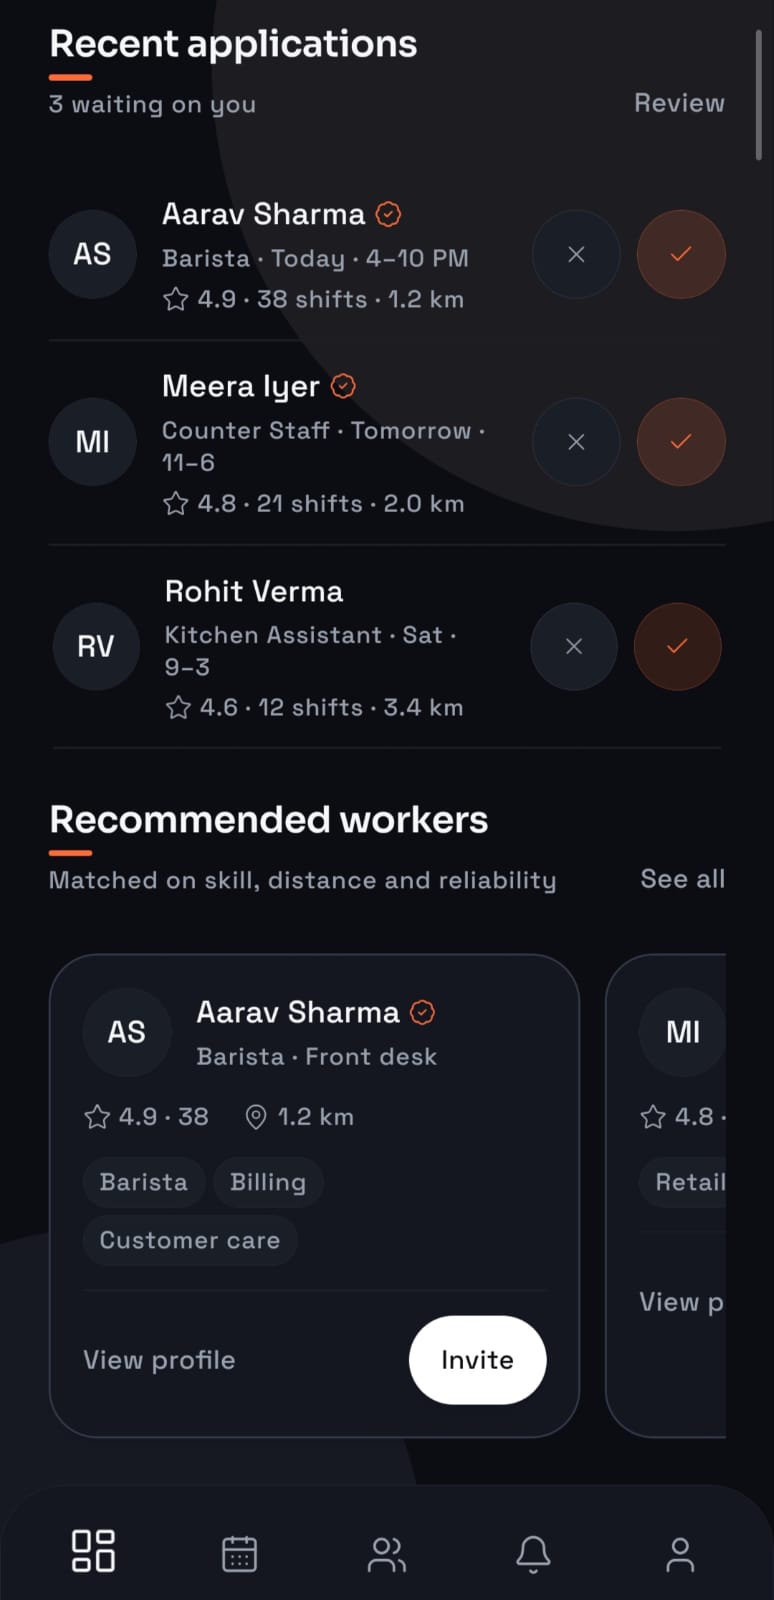 Recent applications
3 waiting on you
Review
AS
Aarav Sharma
Barista · Today · 4–10 PM
4.9 · 38 shifts · 1.2 km
MI
Meera Iyer
Counter Staff · Tomorrow ·
11–6
4.8 · 21 shifts · 2.0 km
RV
Rohit Verma
Kitchen Assistant · Sat ·
9–3
4.6 · 12 shifts · 3.4 km
Recommended workers
Matched on skill, distance and reliability
See all
AS
Aarav Sharma
Barista · Front desk
4.9 · 38
1.2 km
Barista
Billing
Customer care
View profile
Invite
MI
4.8 ·
Retail
View p